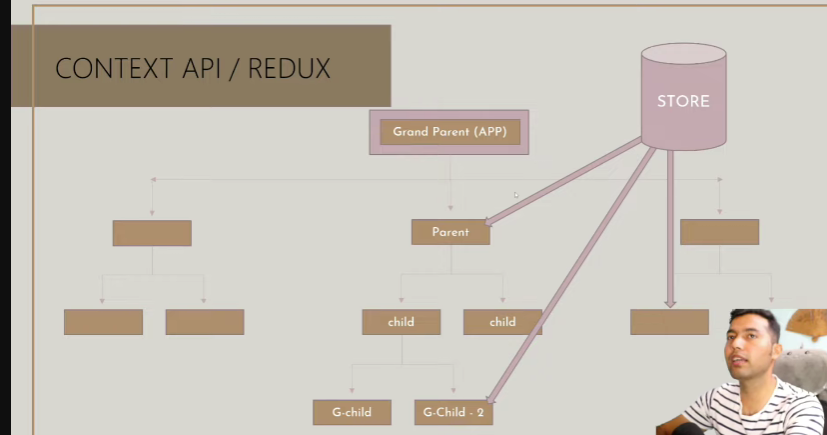 CONTEXT API / REDUX
STORE
Grand Parent (APP)
Parent
child
child
G-child
G-Child - 2